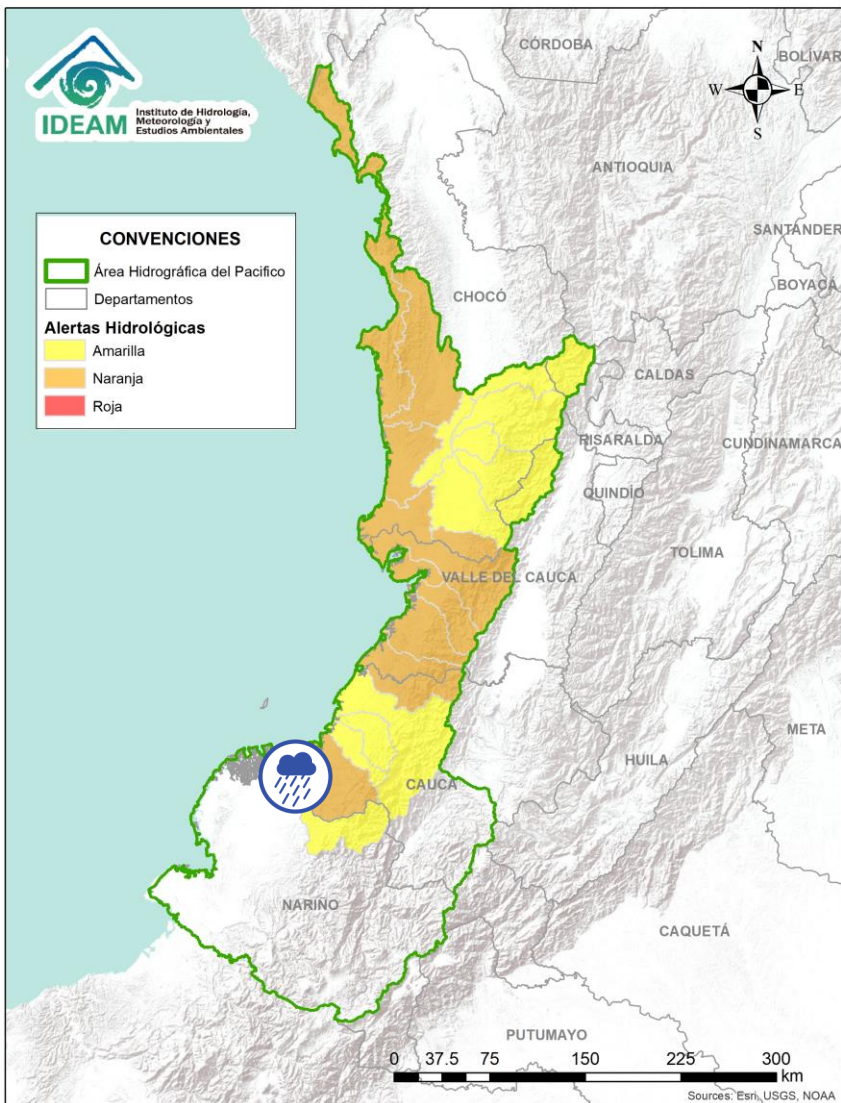 IDEAM
Instituto de Hidrología,
Meteorología y
Estudios Ambientales
CÓRDOBA
BOLÍVAR
N
W
E
S
ANTIOQUIA
SANTANDER
BOYACÁ
CONVENCIONES
Área Hidrográfica del Pacifico
Departamentos
Alertas Hidrológicas
Amarilla
Naranja
Roja
CHOCÓ
CALDAS
RISARALDA
CUNDINAMARCA
QUINDÍO
TOLIMA
VALLE DEL CAUCA
META
HUILA
CAUCA
NARIÑO
CAQUETÁ
PUTUMAYO
0 37.5 75 150 225 300
km
Sources: Esri, USGS, NOAA